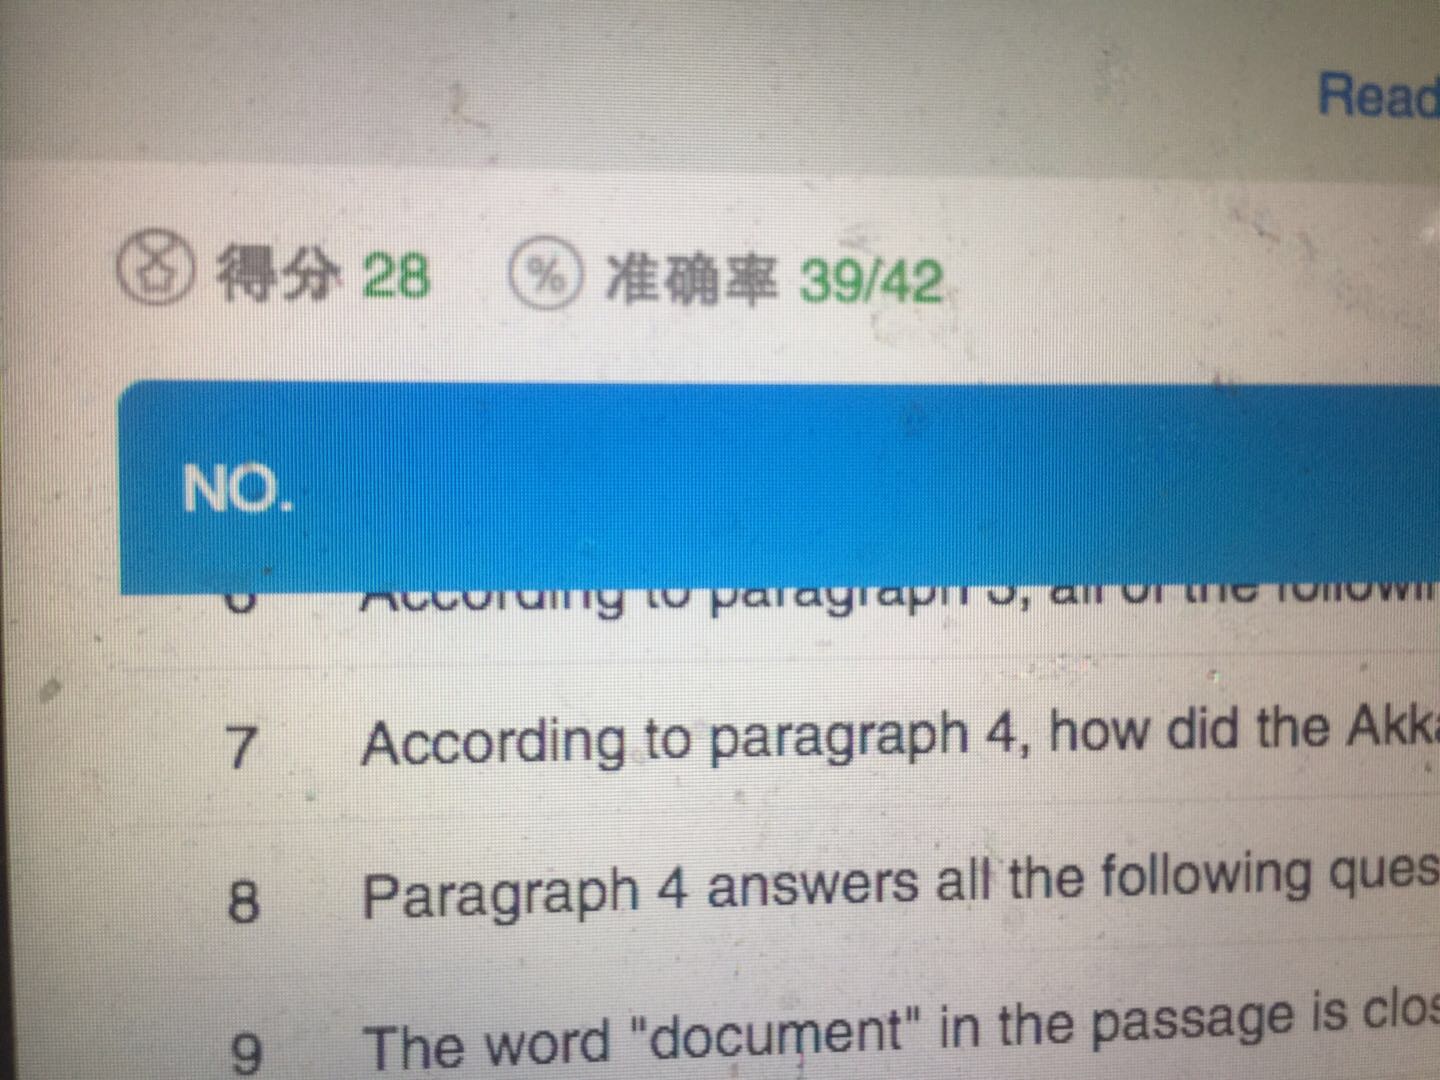 Read
得分 28 % 准确率 39/42
NO.
6 According to paragraph 3, all of the followin
7 According to paragraph 4, how did the Akka
8 Paragraph 4 answers all the following ques
9 The word "document" in the passage is clos